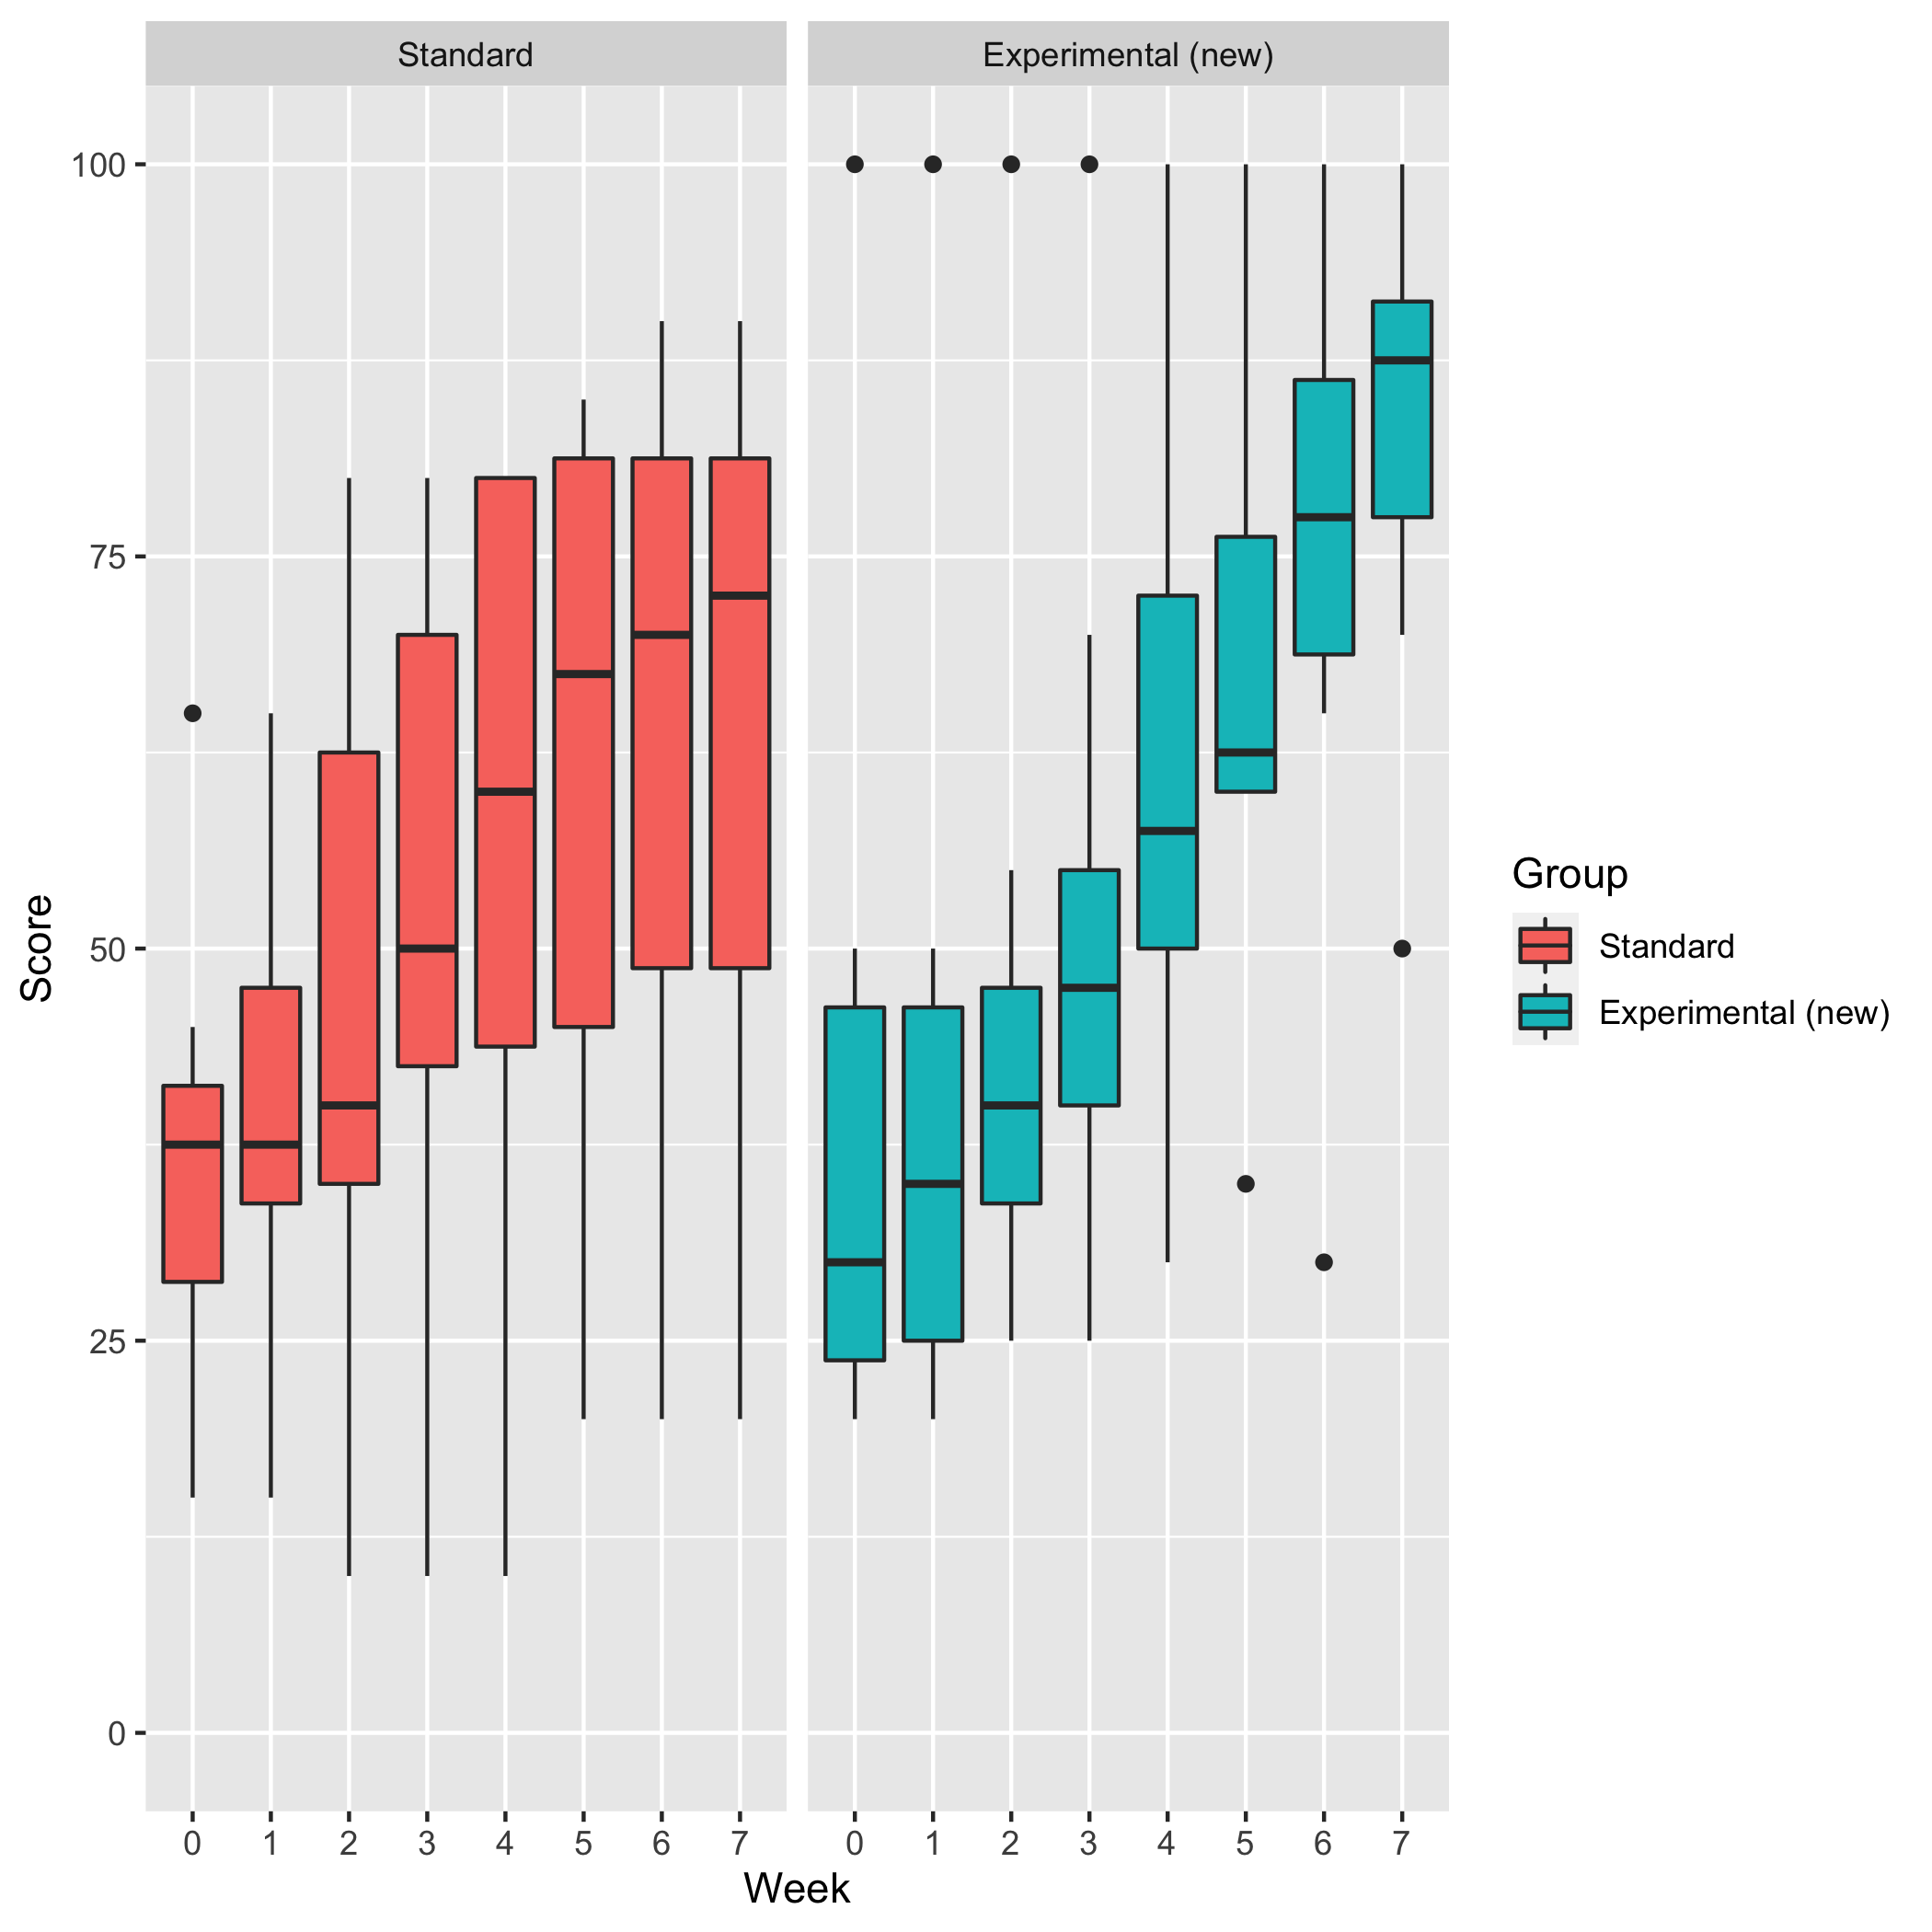 Standard
Experimental (new)
100
75
50
25
0
Score
0 1 2 3 4 5 6 7
0 1 2 3 4 5 6 7
Week
Group
Standard
Experimental (new)